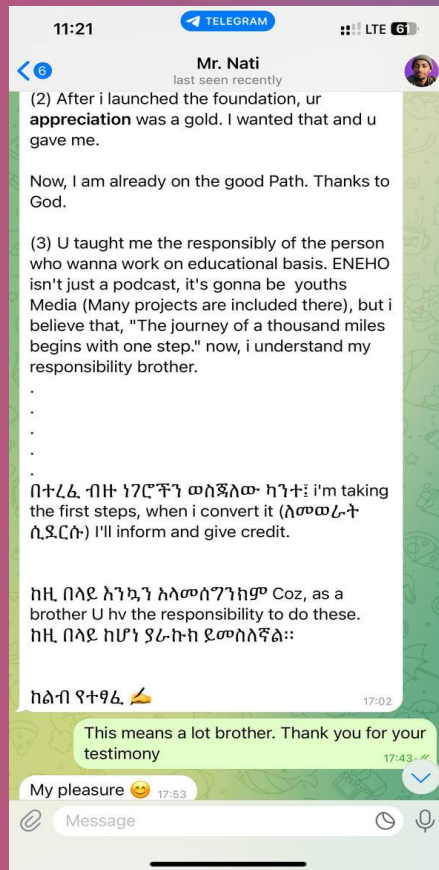 11:21
TELEGRAM
LTE 61
6
Mr. Nati
last seen recently
(2) After i launched the foundation, ur
appreciation was a gold. I wanted that and u
gave me.
Now, I am already on the good Path. Thanks to
God.
(3) U taught me the responsibly of the person
who wanna work on educational basis. ENEHO
isn't just a podcast, it's gonna be youths
Media (Many projects are included there), but i
believe that, "The journey of a thousand miles
begins with one step." now, i understand my
responsibility brother.
.
.
.
.
.
በተረፈ ብዙ ነገሮችን ወስጃለው ካንተ፤ i'm taking
the first steps, when i convert it (ለመወራት
ሲደርሱ) I'll inform and give credit.
ከዚ በላይ እንኳን አላመሰግንክም Coz, as a
brother U hv the responsibility to do these.
ከዚ በላይ ከሆነ ያራኩክ ይመስለኛል።
ከልብ የተፃፈ ✍️
17:02
This means a lot brother. Thank you for your
testimony
17:43
My pleasure 😊 17:53
Message